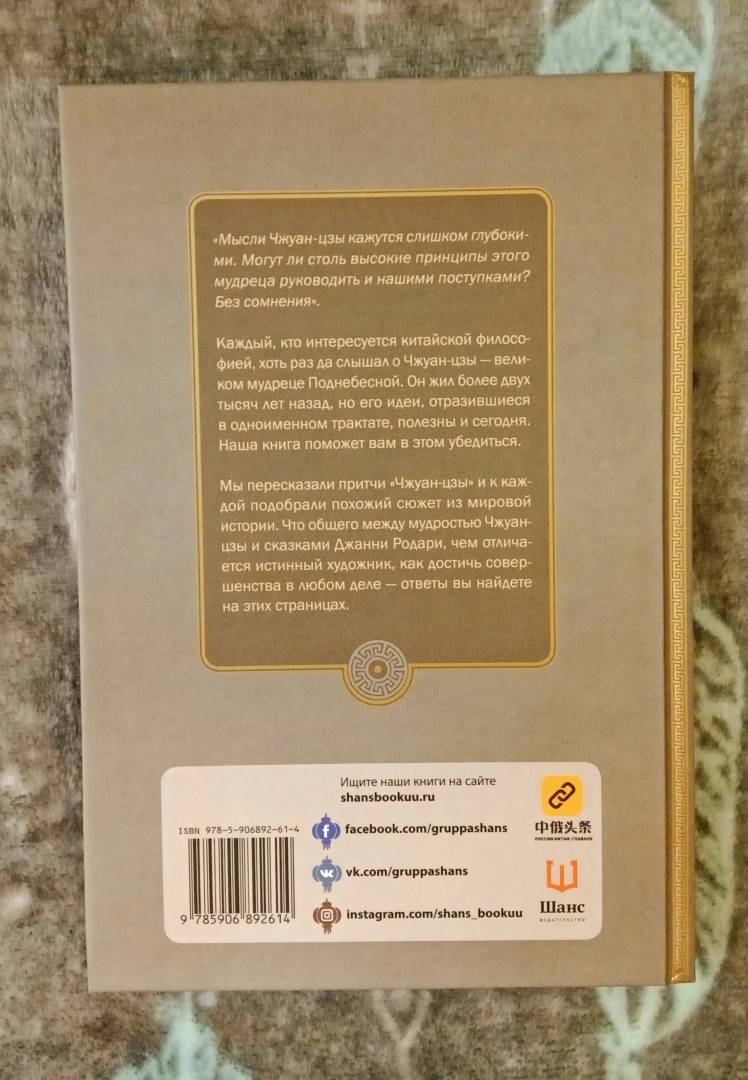 «Мысли Чжуан-цзы кажутся слишком глубоки-
ми. Могут ли столь высокие принципы этого
мудреца руководить и нашими поступками?
Без сомнения».
Каждый, кто интересуется китайской филосо-
фией, хоть раз да слышал о Чжуан-цзы — вели-
ком мудреце Поднебесной. Он жил более двух
тысяч лет назад, но его идеи, отразившиеся
в одноименном трактате, полезны и сегодня.
Наша книга поможет вам в этом убедиться.
Мы пересказали притчи «Чжуан-цзы» и к каж-
дой подобрали похожий сюжет из мировой
истории. Что общего между мудростью Чжуан-
цзы и сказками Джанни Родари, чем отлича-
ется истинный художник, как достичь совер-
шенства в любом деле — ответы вы найдете
на этих страницах.
Ищите наши книги на сайте
shansbookuu.ru
ISBN 978-5-906892-61-4
9 785906 892614
facebook.com/gruppashans
vk.com/gruppashans
instagram.com/shans_bookuu
中俄头条
РОССИЯ-КИТАЙ: ГЛАВНОЕ
Шанс
ИЗДАТЕЛЬСТВО